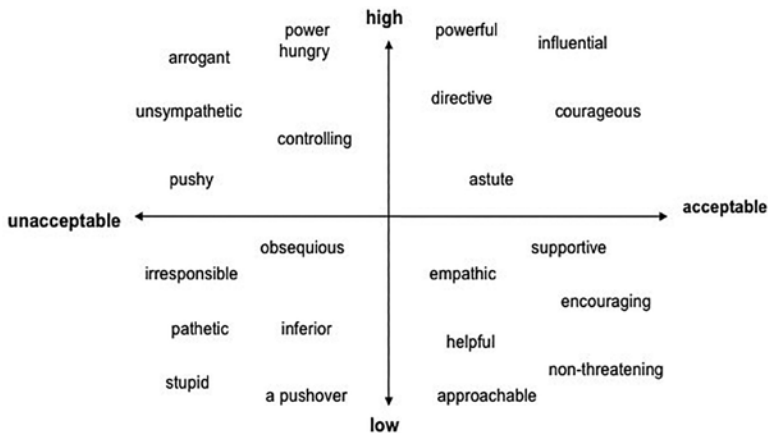 high
power
hungry
powerful
influential
arrogant
directive
unsympathetic
courageous
controlling
pushy
astute
unacceptable
acceptable
obsequious
supportive
irresponsible
empathic
encouraging
pathetic
inferior
helpful
non-threatening
stupid
a pushover
approachable
low